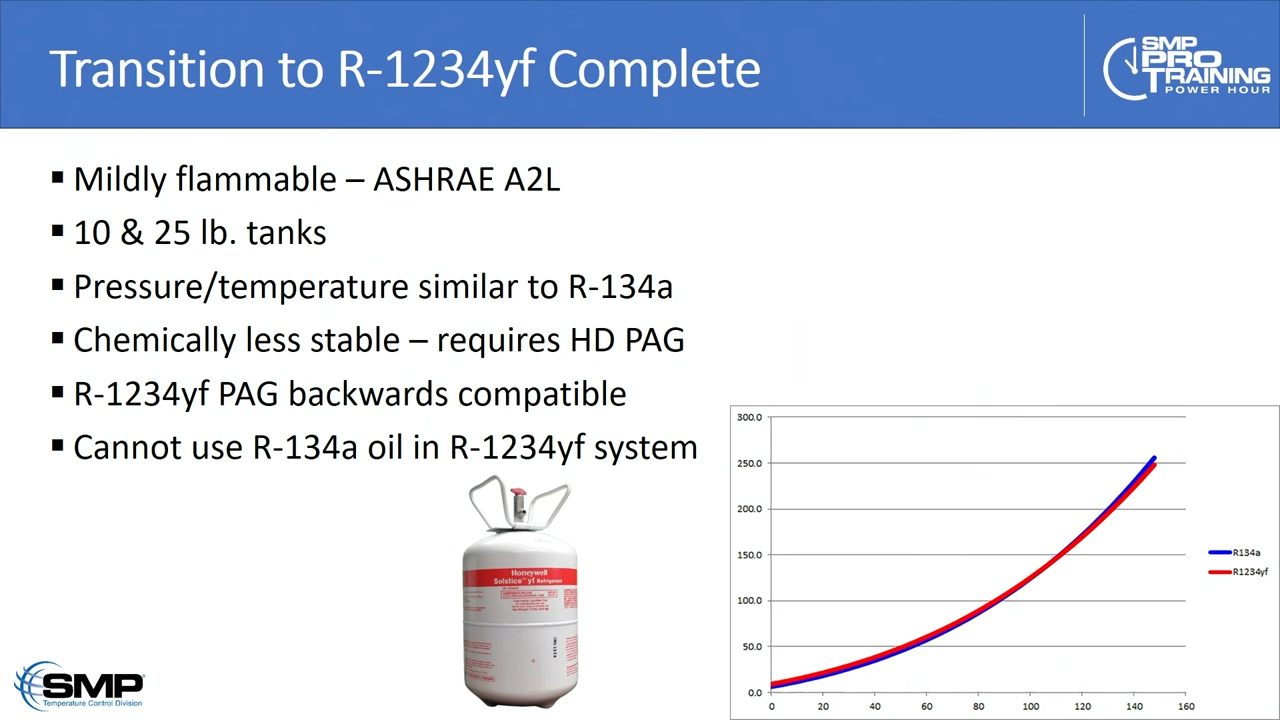 Transition to R-1234yf Complete
SMP
PRO
TRAINING
POWER HOUR
▪ Mildly flammable – ASHRAE A2L
▪ 10 & 25 lb. tanks
▪ Pressure/temperature similar to R-134a
▪ Chemically less stable – requires HD PAG
▪ R-1234yf PAG backwards compatible
▪ Cannot use R-134a oil in R-1234yf system
Honeywell
Solstice™ yf Refrigerant
300.0
250.0
200.0
150.0
100.0
50.0
0.0
0 20 40 60 80 100 120 140 160
R134a
R1234yf
SMP®
Temperature Control Division